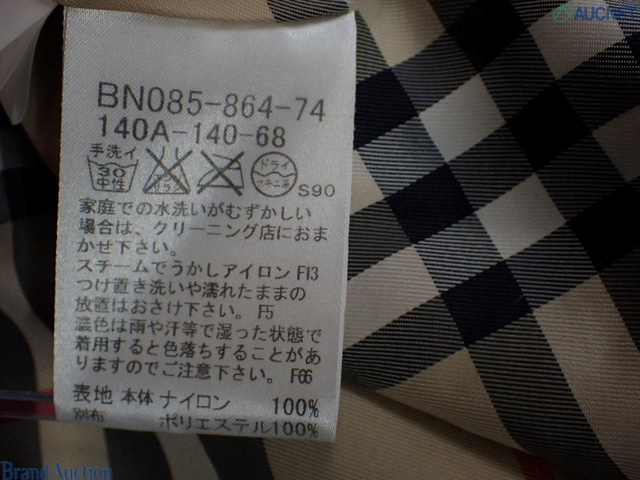 BN085-864-74
140A-140-68
手洗イ
30
中性
ドライ
セキユ系
S90
家庭での水洗いがむずかしい
場合は、クリーニング店におま
かせ下さい。
スチームでうかしアイロン F13
つけ置き洗いや濡れたままの
放置はおさけ下さい。 F5
濃色は雨や汗等で湿った状態で
着用すると色落ちすることがあ
りますのでご注意下さい。 F66
表地 本体 ナイロン 100%
別布 ポリエステル100%
Brand Auction